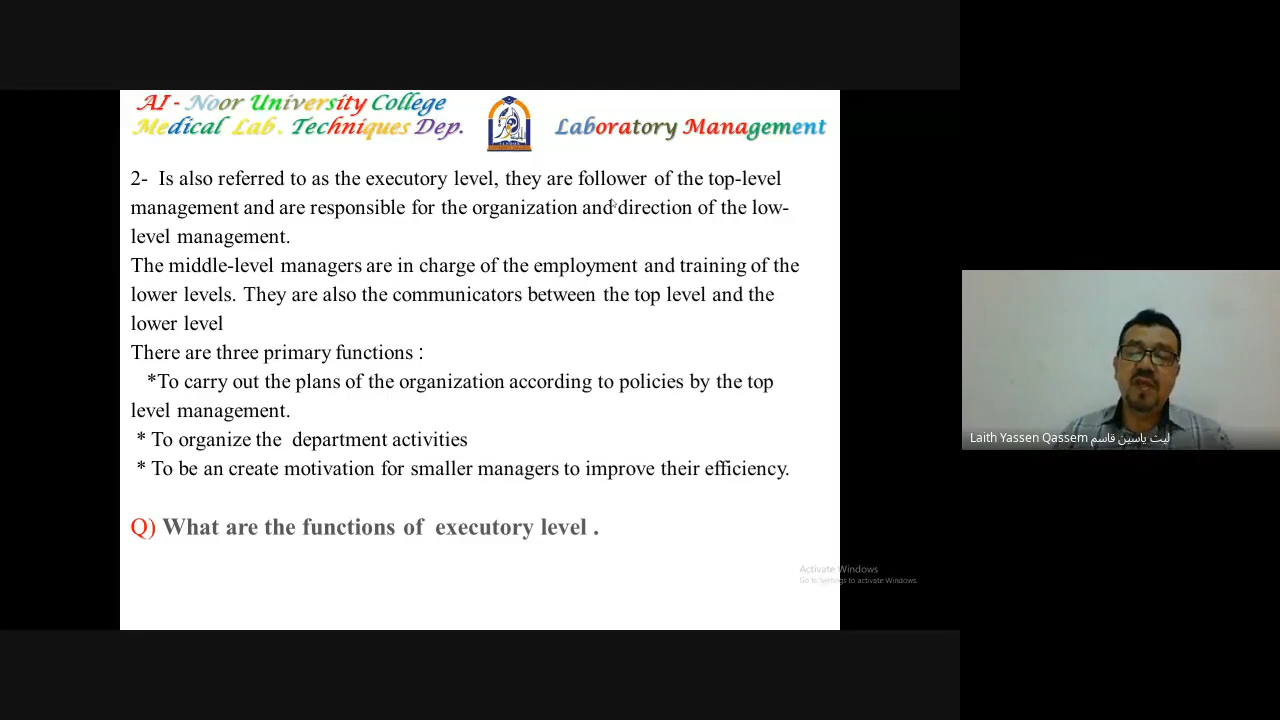 Al - Noor University College
Medical Lab. Techniques Dep.
Laboratory Management
2- Is also referred to as the executory level, they are follower of the top-level
management and are responsible for the organization and direction of the low-
level management.
The middle-level managers are in charge of the employment and training of the
lower levels. They are also the communicators between the top level and the
lower level
There are three primary functions :
*To carry out the plans of the organization according to policies by the top
level management.
* To organize the department activities
* To be an create motivation for smaller managers to improve their efficiency.
Q) What are the functions of executory level .
Activate Windows
Go to Settings to activate Windows.
Laith Yassen Qassem ليث ياسين قاسم